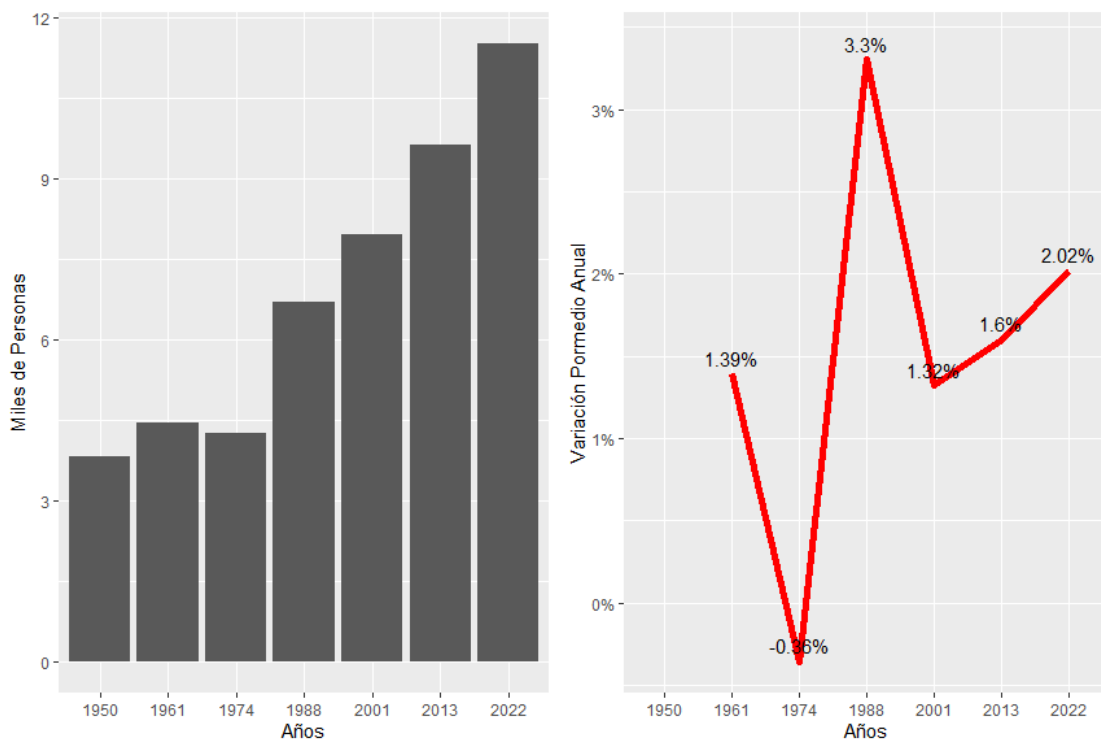 Miles de Personas
12
9
6
3
0
1950 1961 1974 1988 2001 2013 2022
Años
Variación Pormedio Anual
3%
2%
1%
0%
1.39%
-0.36%
3.3%
1.32%
1.6%
2.02%
1950 1961 1974 1988 2001 2013 2022
Años